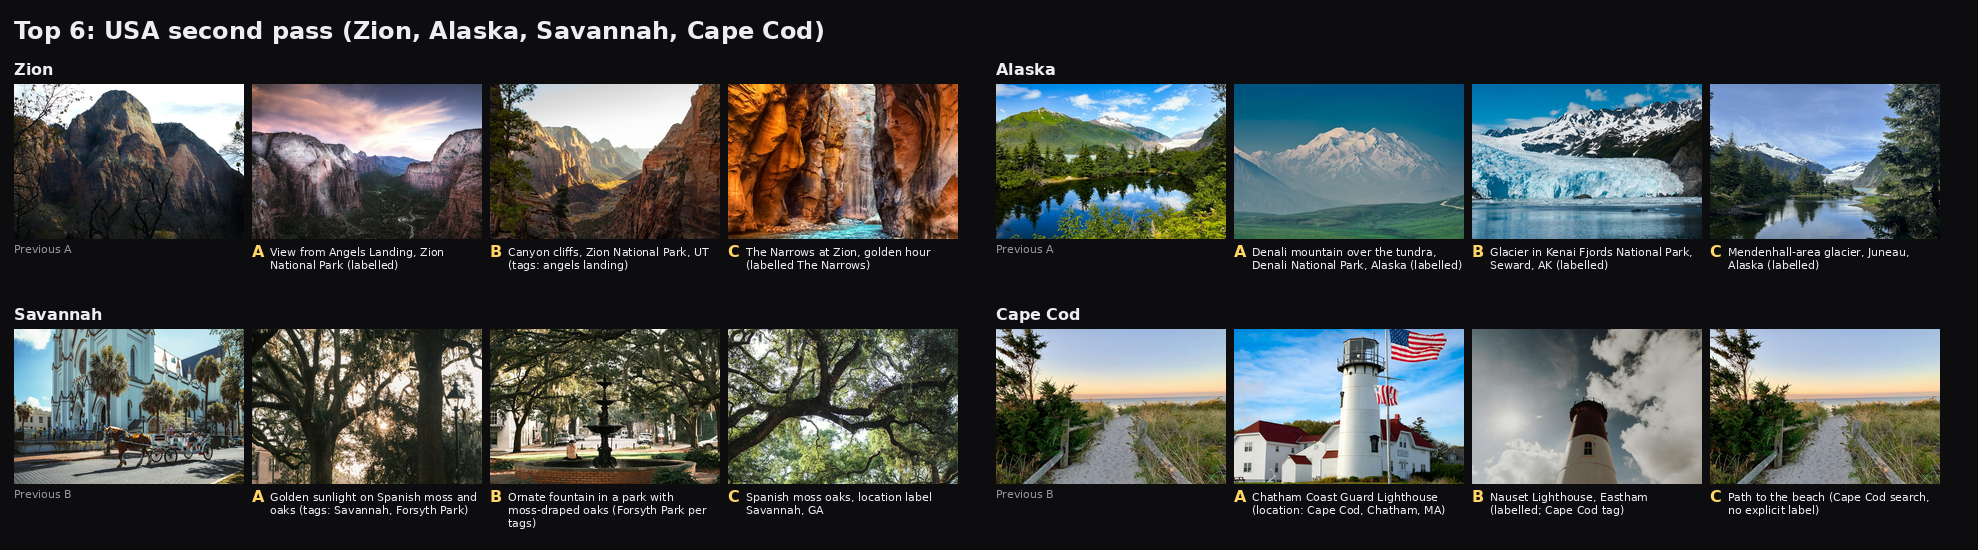 Top 6: USA second pass (Zion, Alaska, Savannah, Cape Cod)
Zion
Previous A
A View from Angels Landing, Zion
National Park (labelled)
B Canyon cliffs, Zion National Park, UT
(tags: angels landing)
C The Narrows at Zion, golden hour
(labelled The Narrows)
Alaska
Previous A
A Denali mountain over the tundra,
Denali National Park, Alaska (labelled)
B Glacier in Kenai Fjords National Park,
Seward, AK (labelled)
C Mendenhall-area glacier, Juneau,
Alaska (labelled)
Savannah
Previous B
A Golden sunlight on Spanish moss and
oaks (tags: Savannah, Forsyth Park)
B Ornate fountain in a park with
moss-draped oaks (Forsyth Park per
tags)
C Spanish moss oaks, location label
Savannah, GA
Cape Cod
Previous B
A Chatham Coast Guard Lighthouse
(location: Cape Cod, Chatham, MA)
B Nauset Lighthouse, Eastham
(labelled; Cape Cod tag)
C Path to the beach (Cape Cod search,
no explicit label)